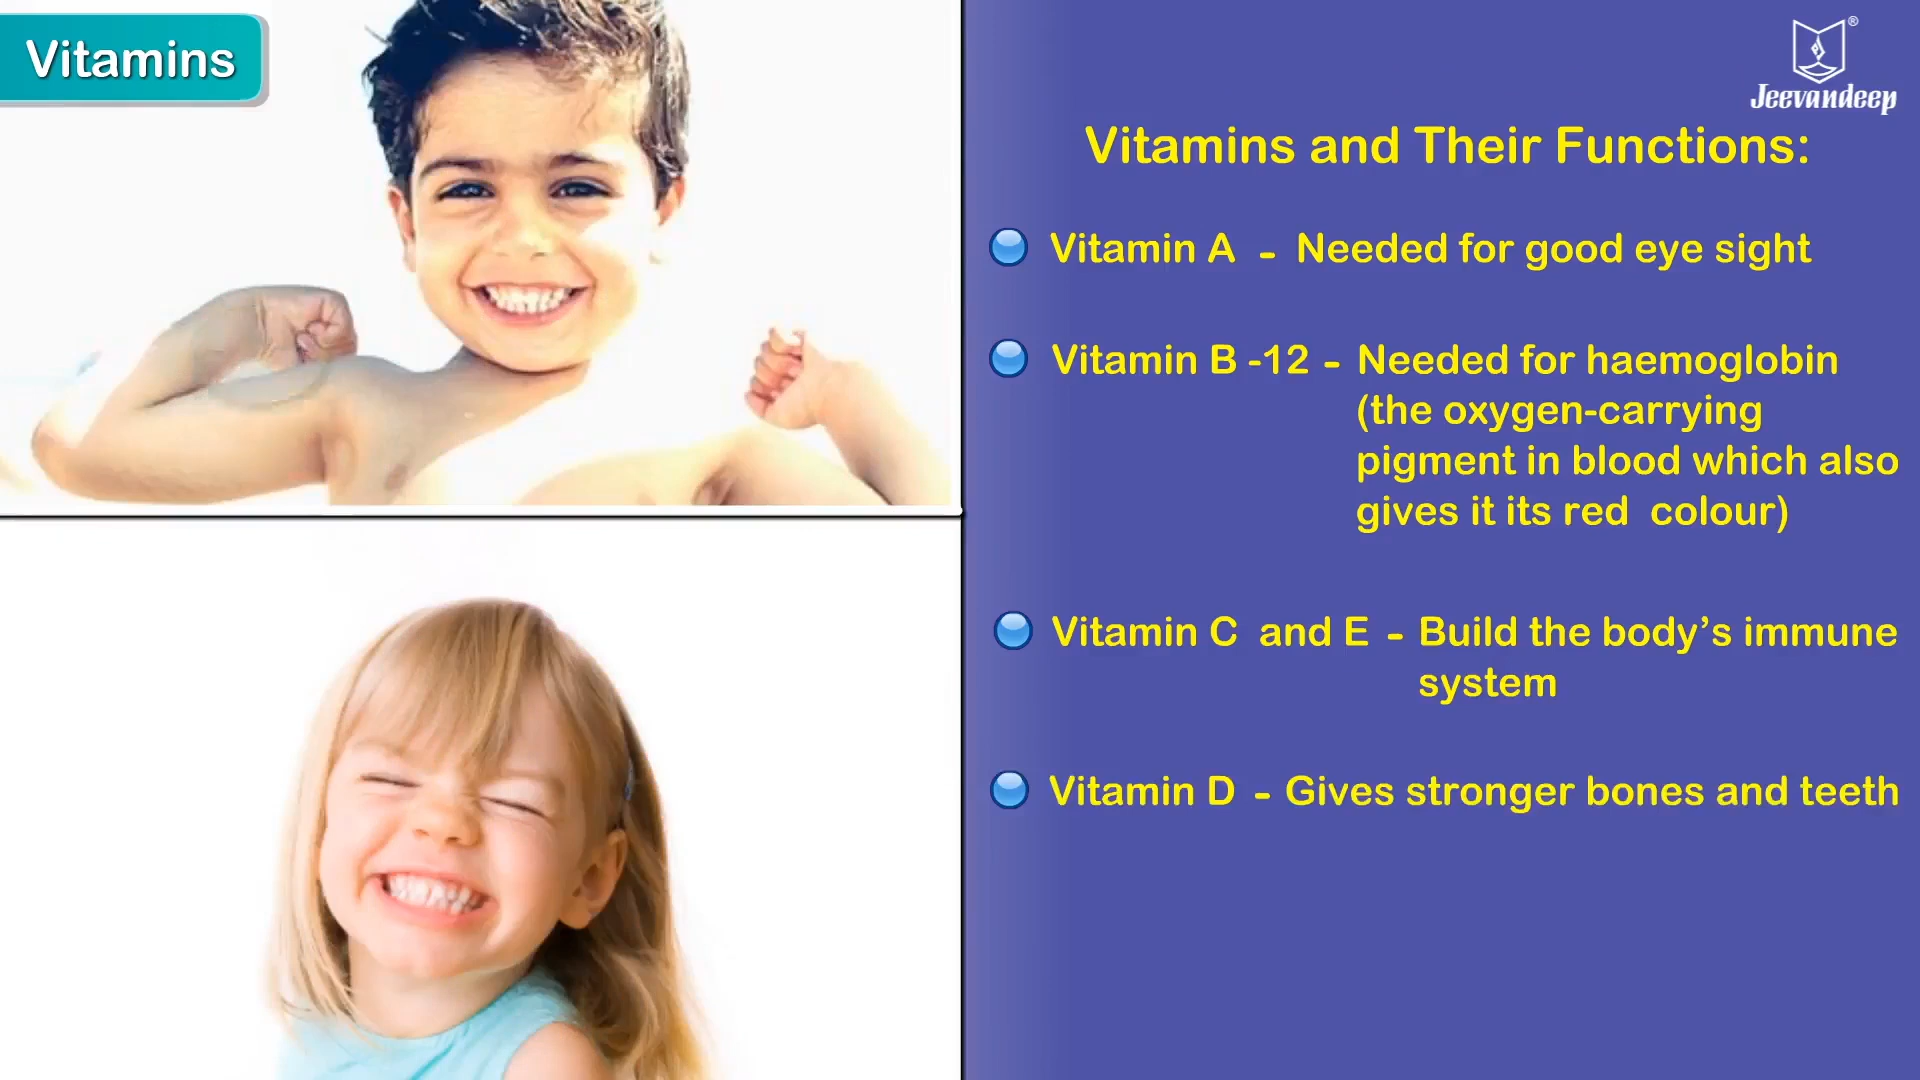 Vitamins
®
Jeevandeep
Vitamins and Their Functions:
Vitamin A - Needed for good eye sight
Vitamin B -12 - Needed for haemoglobin
(the oxygen-carrying
pigment in blood which also
gives it its red colour)
Vitamin C and E - Build the body's immune
system
Vitamin D - Gives stronger bones and teeth